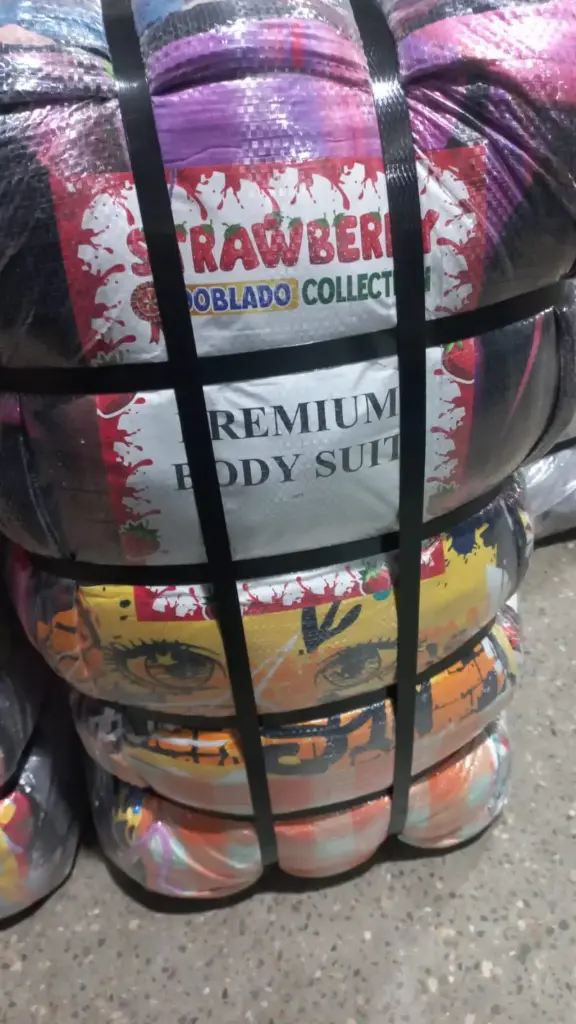 STRAWBERRY
DOBLADO COLLECTION
PREMIUM
BODY SUIT